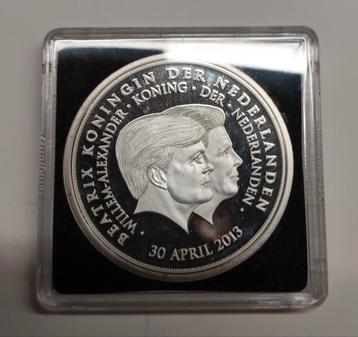 BEATRIX KONINGIN DER NEDERLANDEN
WILLEM-ALEXANDER · KONING · DER · NEDERLANDEN ·
30 APRIL 2013